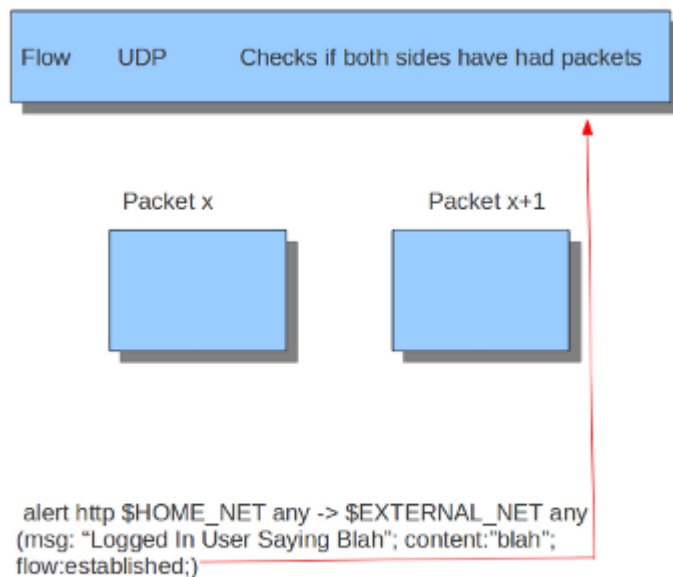 Flow UDP Checks if both sides have had packets
Packet x Packet x+1
alert http $HOME_NET any -> $EXTERNAL_NET any
(msg: “Logged In User Saying Blah"; content:"blah";
flow:established;)